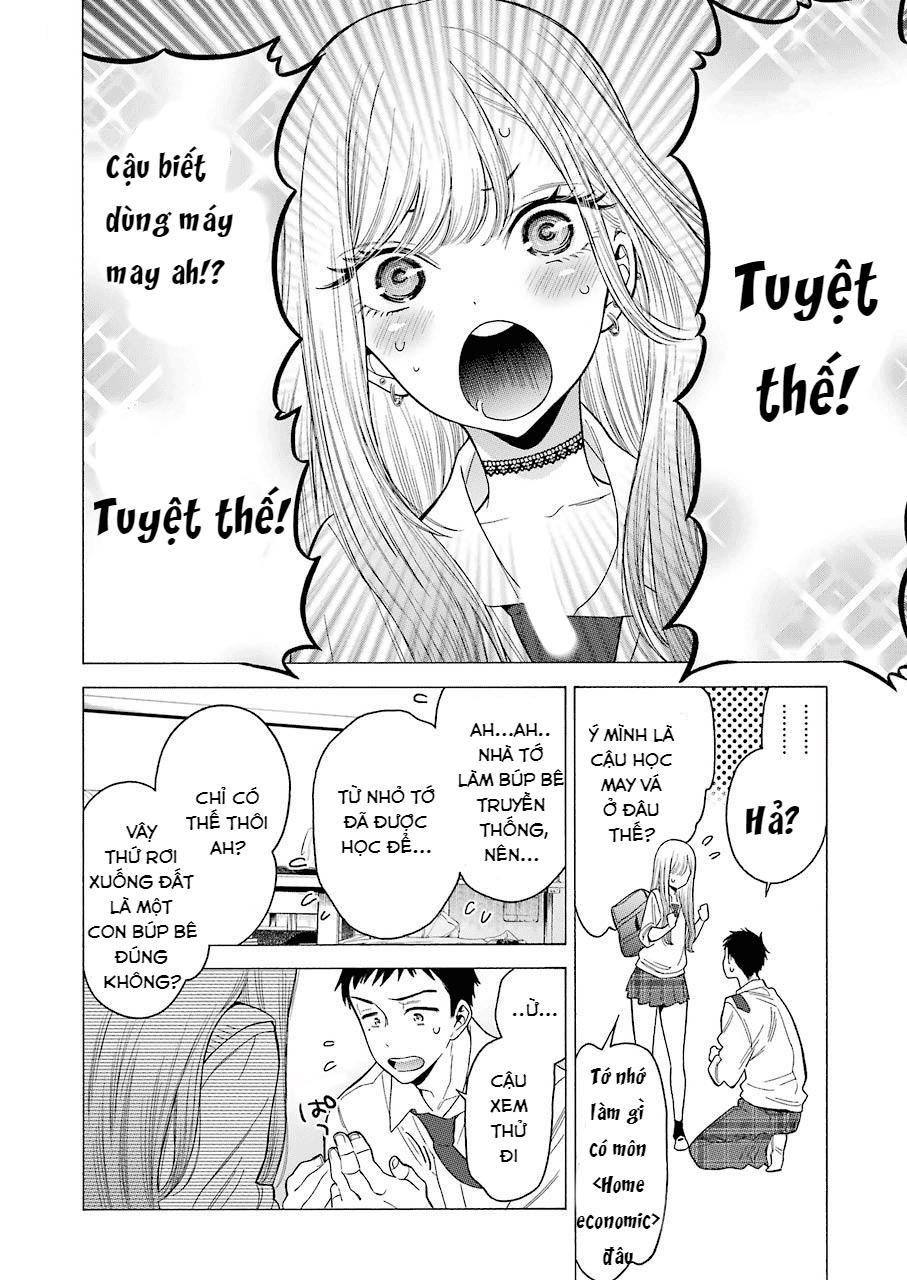 Tuyệt
thế!
Cậu biết
dùng máy
may ah!?
Tuyệt thế!
......
Hả?
Ý MÌNH LÀ
CẬU HỌC
MAY VÁ
Ở ĐÂU
THẾ?
Tớ nhớ
làm gì
có môn
<Home
economic>
đâu
AH...AH..
NHÀ TỚ
LÀM BÚP BÊ
TRUYỀN
THỐNG,
NÊN...
TỪ NHỎ TỚ
ĐÃ ĐƯỢC
HỌC ĐỂ...
CHỈ CÓ
THẾ THÔI
AH?
VẬY
THỨ RƠI
XUỐNG ĐẤT
LÀ MỘT
CON BÚP BÊ
ĐÚNG
KHÔNG?
..Ừ...
CẬU
XEM
THỬ
ĐI